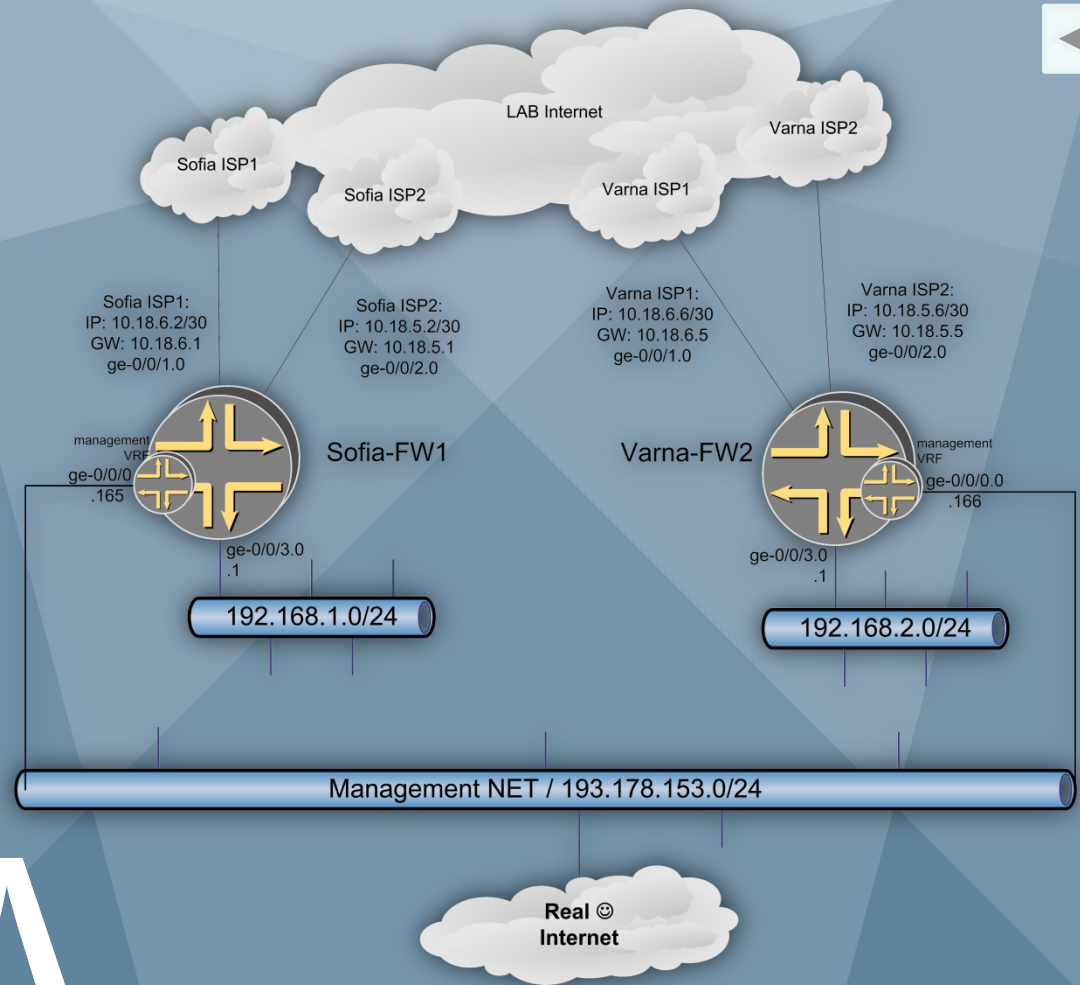 LAB Internet
Varna ISP2
Sofia ISP1
Sofia ISP2
Varna ISP1
Sofia ISP1:
IP: 10.18.6.2/30
GW: 10.18.6.1
ge-0/0/1.0
Sofia ISP2:
IP: 10.18.5.2/30
GW: 10.18.5.1
ge-0/0/2.0
Varna ISP1:
IP: 10.18.6.6/30
GW: 10.18.6.5
ge-0/0/1.0
Varna ISP2:
IP: 10.18.5.6/30
GW: 10.18.5.5
ge-0/0/2.0
management
VRF
ge-0/0/0
.165
Sofia-FW1
ge-0/0/3.0
.1
Varna-FW2
management
VRF
ge-0/0/0.0
.166
ge-0/0/3.0
.1
192.168.1.0/24
192.168.2.0/24
Management NET / 193.178.153.0/24
Real ☺
Internet